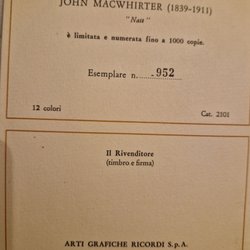 JOHN MACWHIRTER (1839-1911)
"Nate"
è limitata e numerata fino a 1000 copie.
Esemplare n. 952
12 colori
Cat. 2101
Il Rivenditore
(timbro e firma)
ARTI GRAFICHE RICORDI S.p.A.